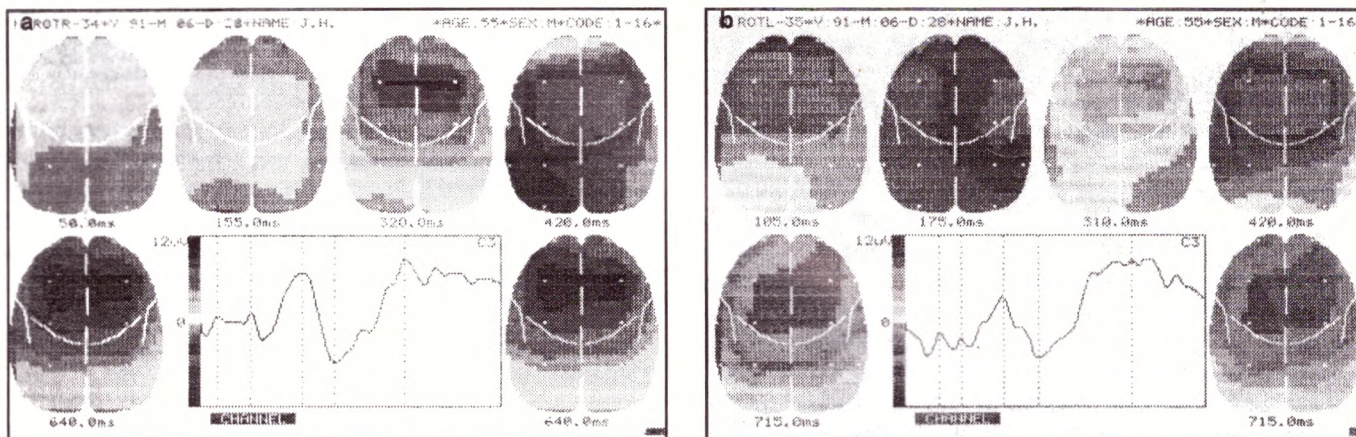 a ROTR-34*V 91-M 06-D:28*NAME J.H. *AGE:55*SEX:M*CODE:1-16*
50.0ms 155.0ms 320.0ms 420.0ms
12uV C3
0
CHANNEL
640.0ms 640.0ms
b ROTL-35*V:91-M:06-D:28*NAME:J.H. *AGE:55*SEX:M*CODE:1-16
105.0ms 175.0ms 310.0ms 420.0ms
12uV C3
0
CHANNEL
715.0ms 715.0ms